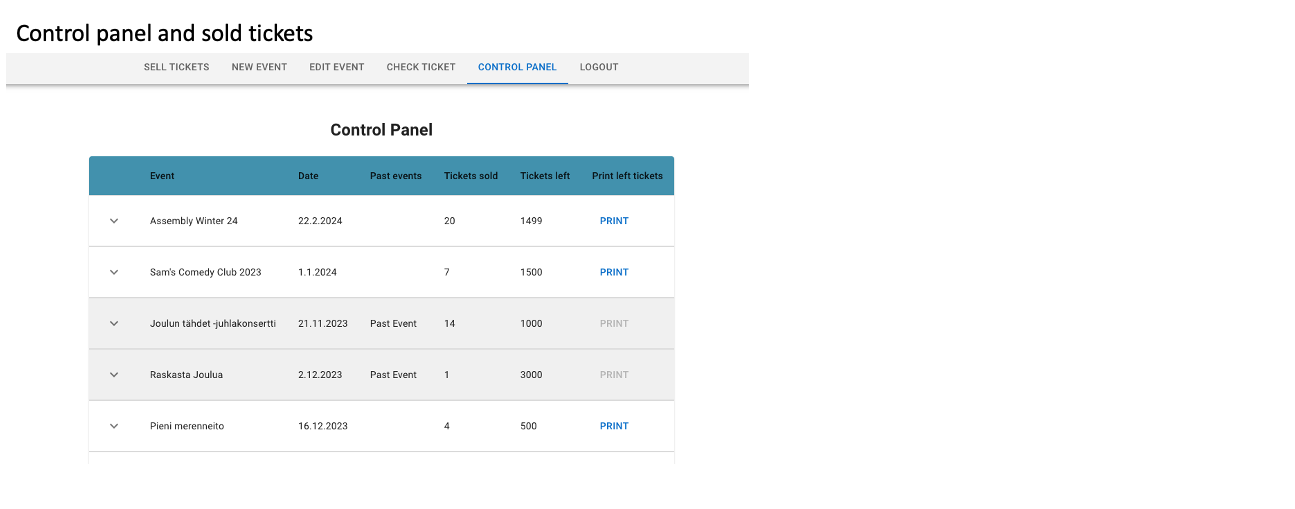 Control panel and sold tickets
SELL TICKETS NEW EVENT EDIT EVENT CHECK TICKET CONTROL PANEL LOGOUT
Control Panel
Event Date Past events Tickets sold Tickets left Print left tickets
Assembly Winter 24 22.2.2024 20 1499 PRINT
Sam's Comedy Club 2023 1.1.2024 7 1500 PRINT
Joulun tähdet -juhlakonsertti 21.11.2023 Past Event 14 1000 PRINT
Raskasta Joulua 2.12.2023 Past Event 1 3000 PRINT
Pieni merenneito 16.12.2023 4 500 PRINT